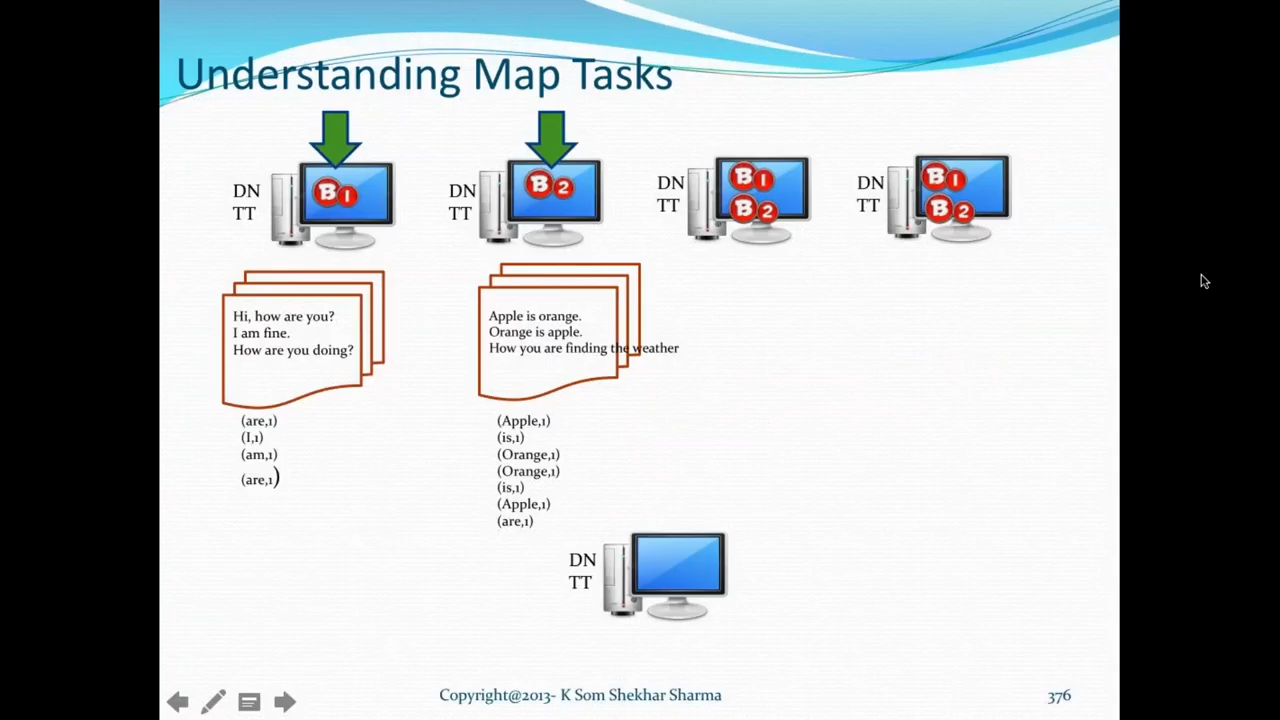 Understanding Map Tasks
DN
TT
B1
DN
TT
B2
DN
TT
B1
B2
DN
TT
B1
B2
Hi, how are you?
I am fine.
How are you doing?
Apple is orange.
Orange is apple.
How you are finding the weather
(are,1)
(I,1)
(am,1)
(are,1)
(Apple,1)
(is,1)
(Orange,1)
(Orange,1)
(is,1)
(Apple,1)
(are,1)
DN
TT
Copyright@2013- K Som Shekhar Sharma
376